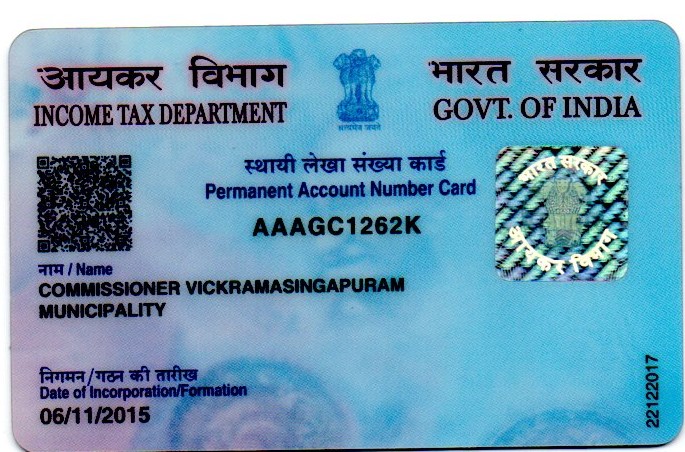 आयकर विभाग
INCOME TAX DEPARTMENT
सत्यमेव जयते
भारत सरकार
GOVT. OF INDIA
स्थायी लेखा संख्या कार्ड
Permanent Account Number Card
AAAGC1262K
भारत सरकार
आयकर विभाग
नाम / Name
COMMISSIONER VICKRAMASINGAPURAM
MUNICIPALITY
निगमन/गठन की तारीख
Date of Incorporation/Formation
06/11/2015
22122017